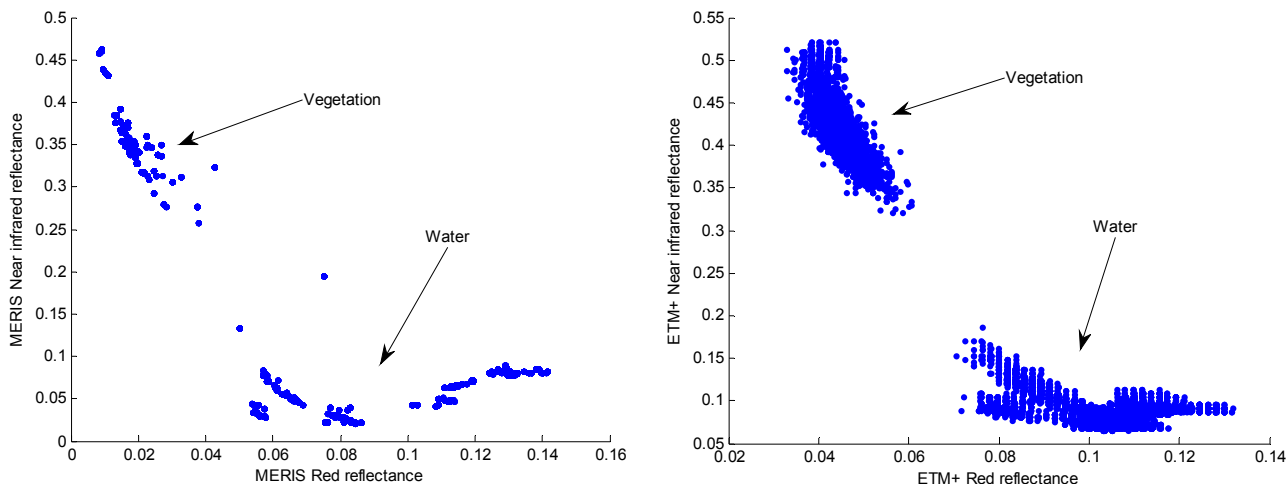 0.5
0.45
0.4
0.35
0.3
0.25
0.2
0.15
0.1
0.05
0
0 0.02 0.04 0.06 0.08 0.1 0.12 0.14 0.16
MERIS Near infrared reflectance
MERIS Red reflectance
Vegetation
Water
0.55
0.5
0.45
0.4
0.35
0.3
0.25
0.2
0.15
0.1
0.05
0.02 0.04 0.06 0.08 0.1 0.12 0.14
ETM+ Near infrared reflectance
ETM+ Red reflectance
Vegetation
Water